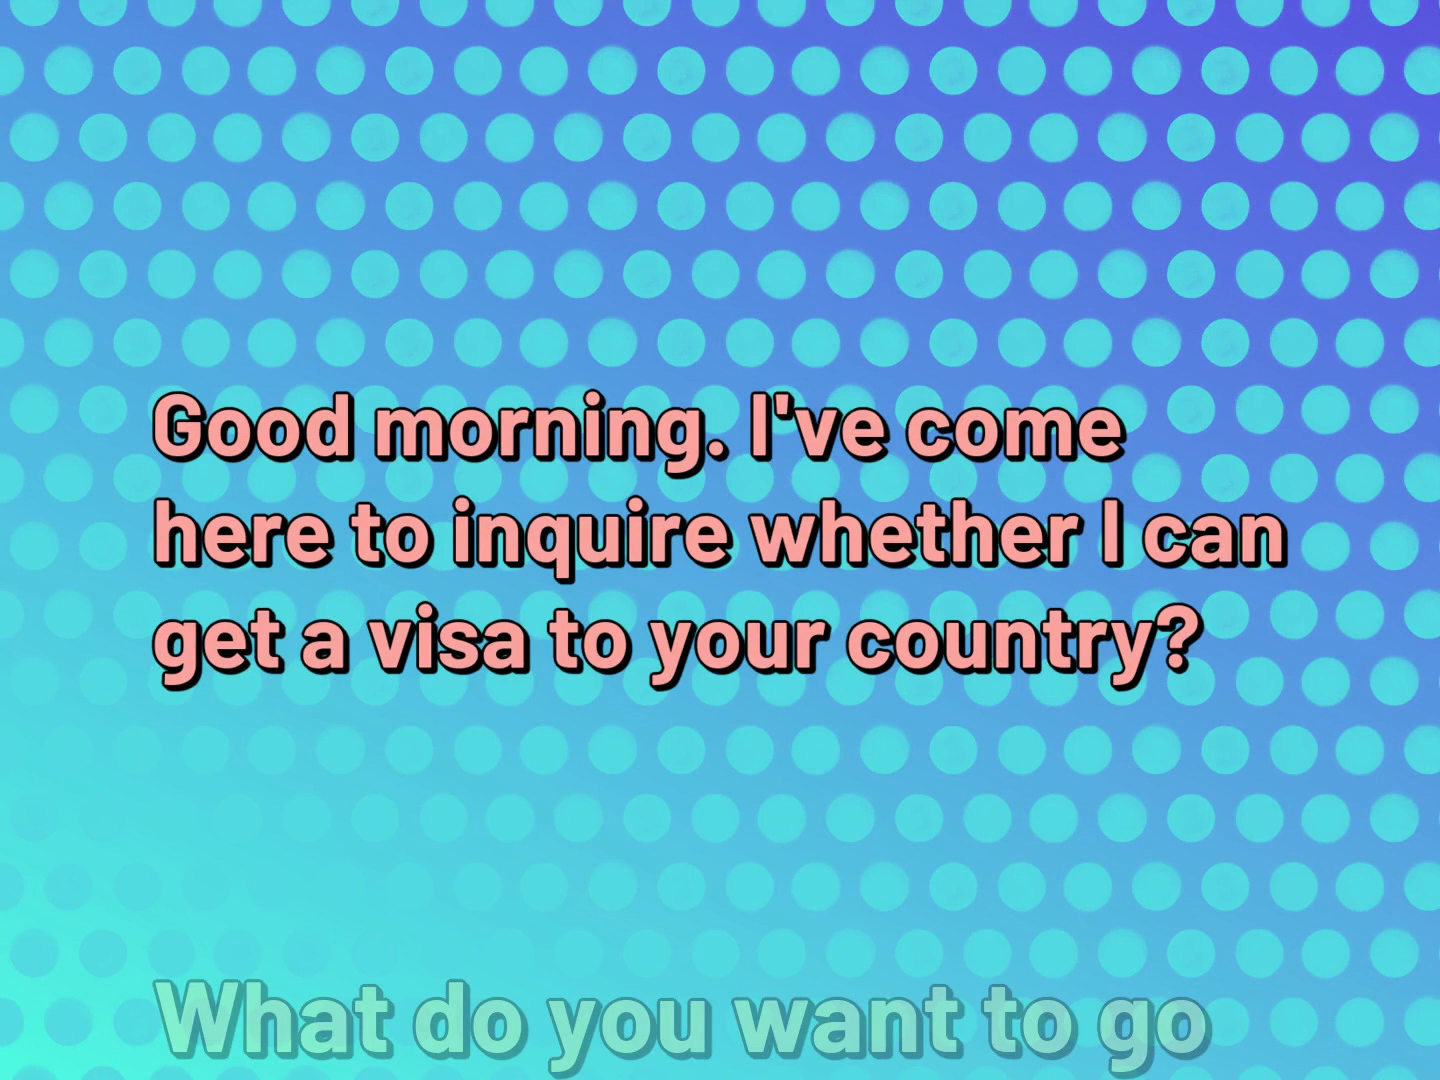 Good morning. I've come
here to inquire whether I can
get a visa to your country?
What do you want to go